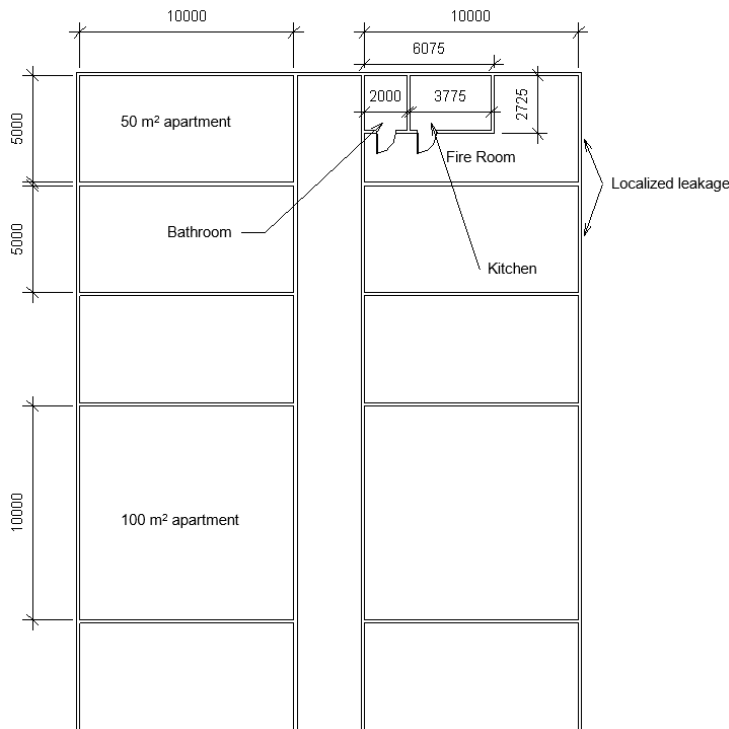 10000
10000
6075
2000
3775
2725
5000
50 m² apartment
Fire Room
Localized leakage
5000
Bathroom
Kitchen
10000
100 m² apartment